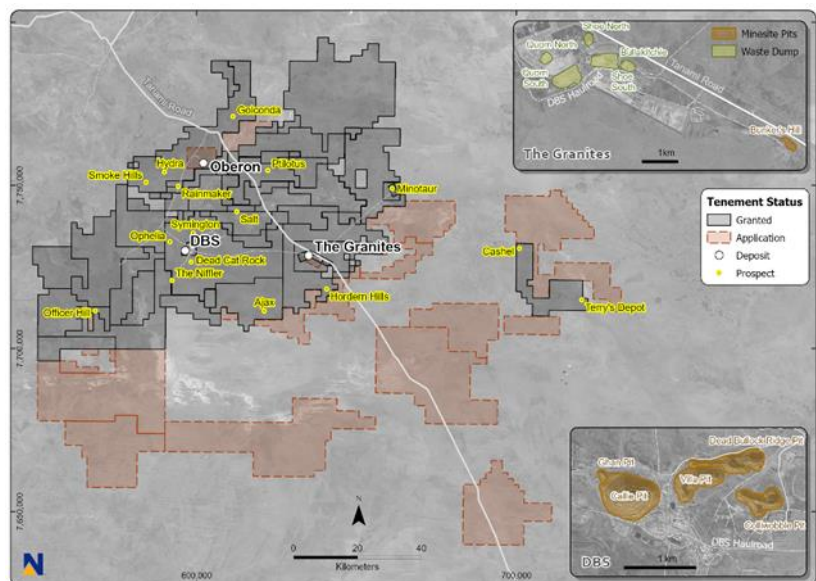 Shoe North
Quorn North
Bullakitchie
Quorn South
Shoe South
DBS Haulroad
Tanami Road
Bunkers Hill
The Granites
1km
Minesite Pits
Waste Dump
Tanami Road
Golconda
Hydra
Oberon
Ptilotus
Smoke Hills
Rainmaker
Minotaur
Salt
Symington
Ophelia
DBS
The Granites
Cashel
Dead Cat Rock
The Niffler
Hordern Hills
Officer Hill
Ajax
Terry's Depot
Tenement Status
Granted
Application
Deposit
Prospect
7,750,000
7,700,000
7,650,000
600,000
700,000
N
0 20 40
Kilometers
N
Dead Bullock Ridge Pit
Ghan Pit
Villa Pit
Callie Pit
Colliwobble Pit
DBS Haulroad
DBS
1 km